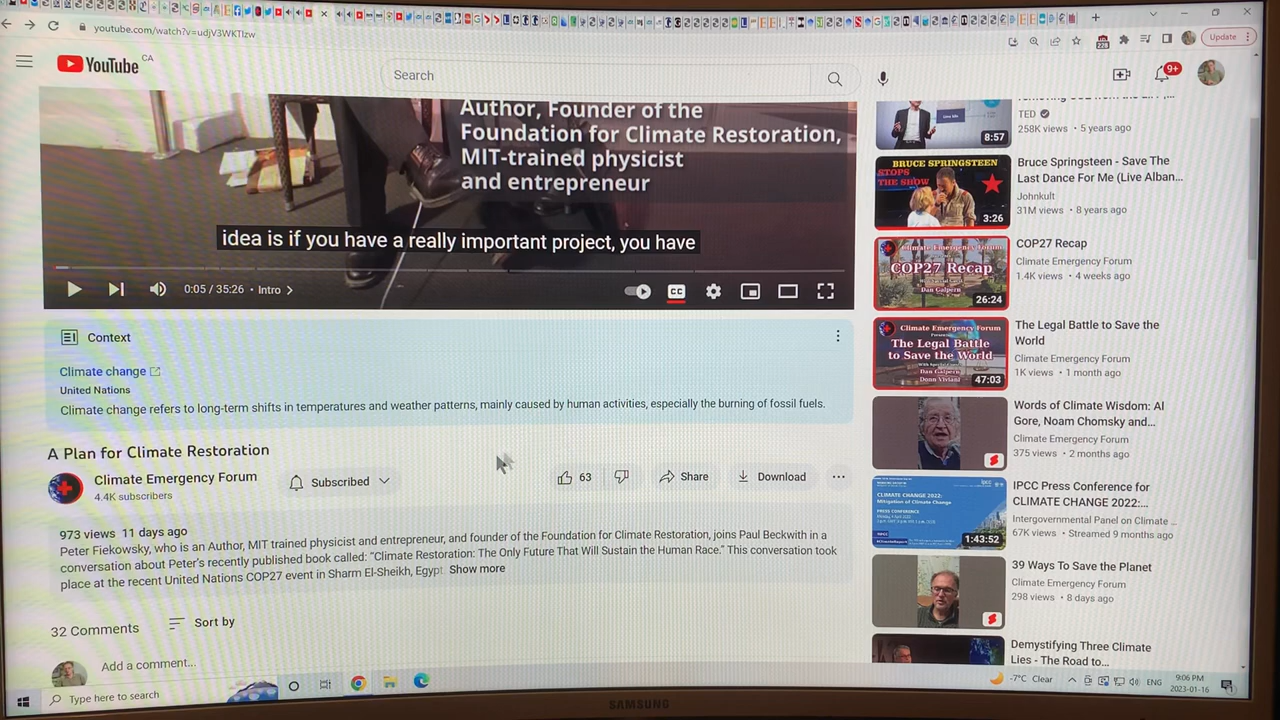 youtube.com/watch?v=udjV3WKTlzw
228
Update
YouTube CA
Search
9+
Author, Founder of the
Foundation for Climate Restoration,
MIT-trained physicist
and entrepreneur
idea is if you have a really important project, you have
0:05 / 35:26 • Intro
CC
Context
Climate change
United Nations
Climate change refers to long-term shifts in temperatures and weather patterns, mainly caused by human activities, especially the burning of fossil fuels.
A Plan for Climate Restoration
Climate Emergency Forum
4.4K subscribers
Subscribed
63
Share
Download
973 views 11 days ago
Peter Fiekowsky, who is an Author, MIT trained physicist and entrepreneur, and founder of the Foundation for Climate Restoration, joins Paul Beckwith in a
conversation about Peter's recently published book called: "Climate Restoration: The Only Future That Will Sustain the Human Race." This conversation took
place at the recent United Nations COP27 event in Sharm El-Sheikh, Egypt. Show more
32 Comments
Sort by
Add a comment...
8:57
TED
258K views • 5 years ago
BRUCE SPRINGSTEEN
STOPS
THE SHOW
3:26
Bruce Springsteen - Save The
Last Dance For Me (Live Alban...
Johnkult
31M views • 8 years ago
Climate Emergency Forum
COP27 Recap
Dan Galpern
26:24
COP27 Recap
Climate Emergency Forum
1.4K views • 4 weeks ago
Climate Emergency Forum
Presents
The Legal Battle
to Save the World
Dan Galpern
Donn Viviani
47:03
The Legal Battle to Save the
World
Climate Emergency Forum
1K views • 1 month ago
Words of Climate Wisdom: Al
Gore, Noam Chomsky and...
Climate Emergency Forum
375 views • 2 months ago
ipcc
CLIMATE CHANGE 2022:
Mitigation of Climate Change
PRESS CONFERENCE
1:43:52
IPCC Press Conference for
CLIMATE CHANGE 2022:...
Intergovernmental Panel on Climate ...
67K views • Streamed 9 months ago
39 Ways To Save the Planet
Climate Emergency Forum
298 views • 8 days ago
Demystifying Three Climate
Lies - The Road to...
Type here to search
-7°C Clear
ENG
9:06 PM
2023-01-16
SAMSUNG